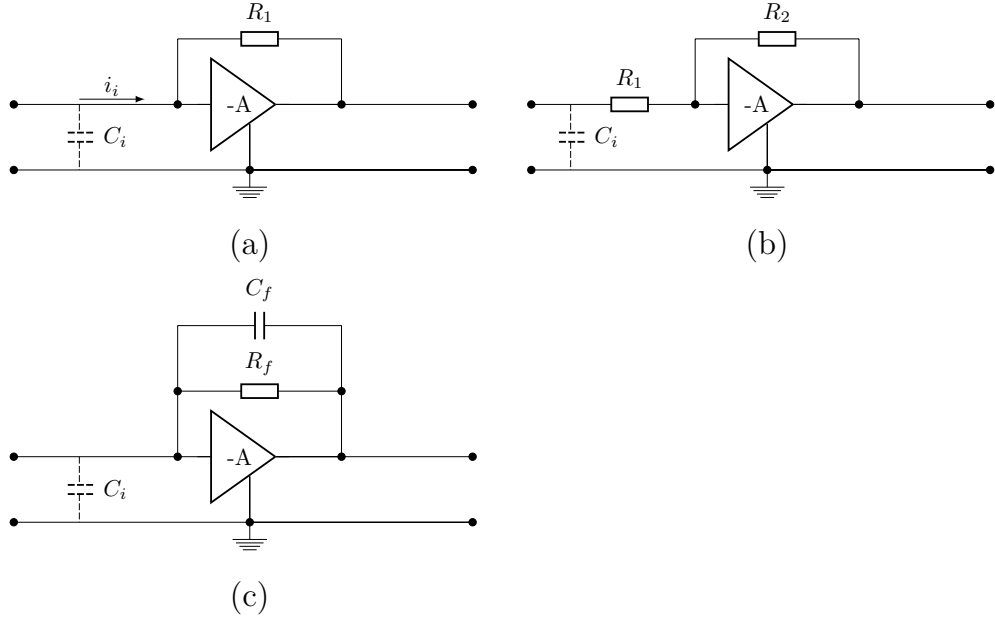 R₁
i_i
-A
C_i
(a)
R₂
R₁
-A
C_i
(b)
C_f
R_f
-A
C_i
(c)